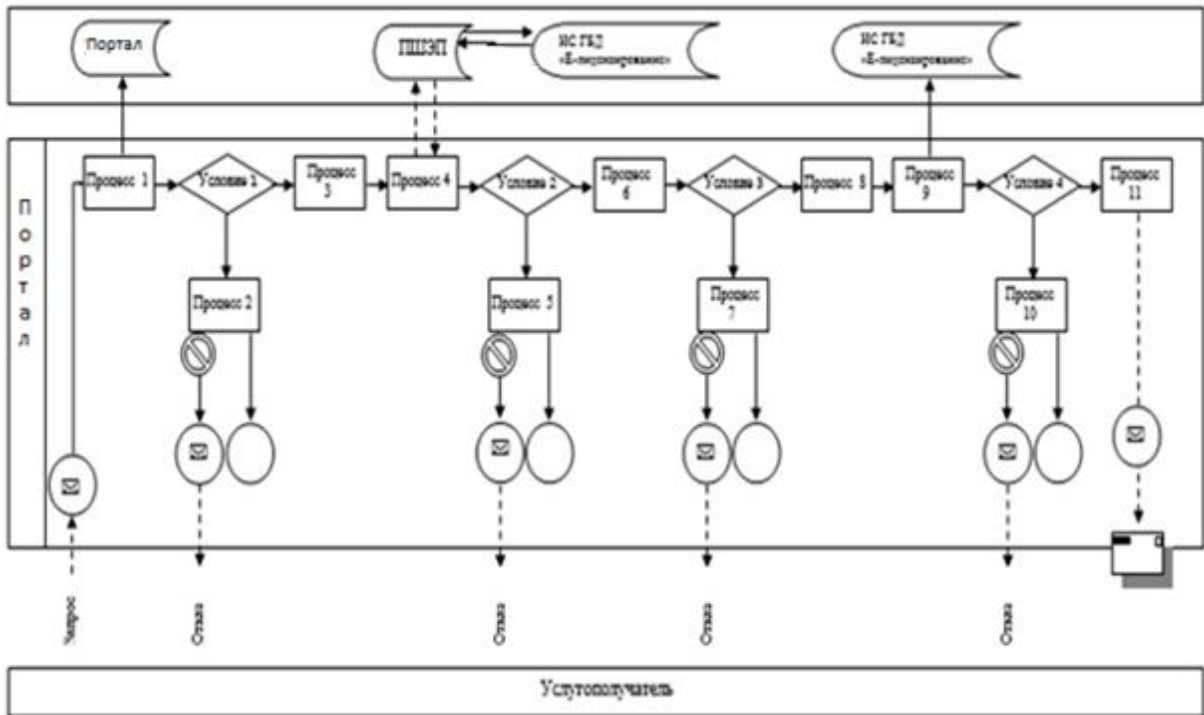 Портал
ПШЭП
ИС ГБД
«Е-лицензирование»
ИС ГБД
«Е-лицензирование»
Портал
Процесс 1
Условие 1
Процесс
3
Процесс 4
Условие 2
Процесс
6
Условие 3
Процесс 8
Процесс
9
Условие 4
Процесс
11
Процесс 2
Процесс 5
Процесс
7
Процесс
10
Запрос
Отказ
Отказ
Отказ
Отказ
Услугополучатель